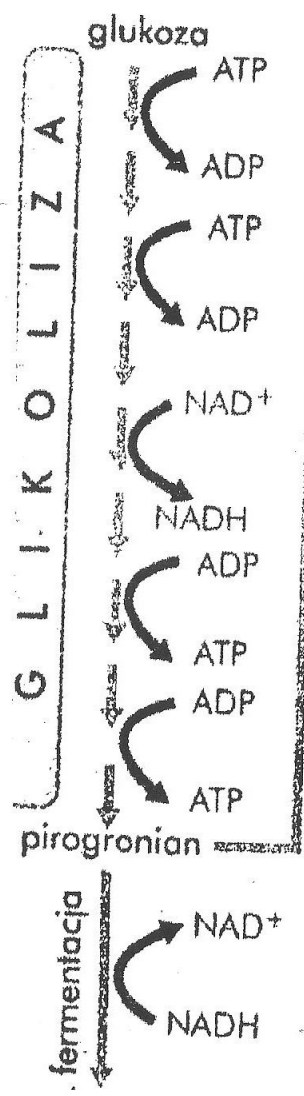 glukoza
ATP
ADP
ATP
ADP
NAD+
NADH
ADP
ATP
ADP
ATP
GLIKOLIZA
pirogronian
fermentacja
NAD+
NADH